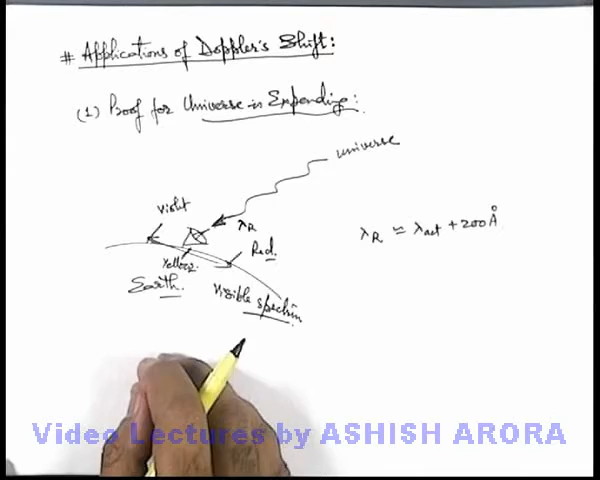 # Applications of Doppler's Shift:
(1) Proof for Universe is Expending:
universe
violet
λR
λR ≃ λact + 200 Å
Red
Yellow
Earth.
visible spectrum
Video Lectures by ASHISH ARORA